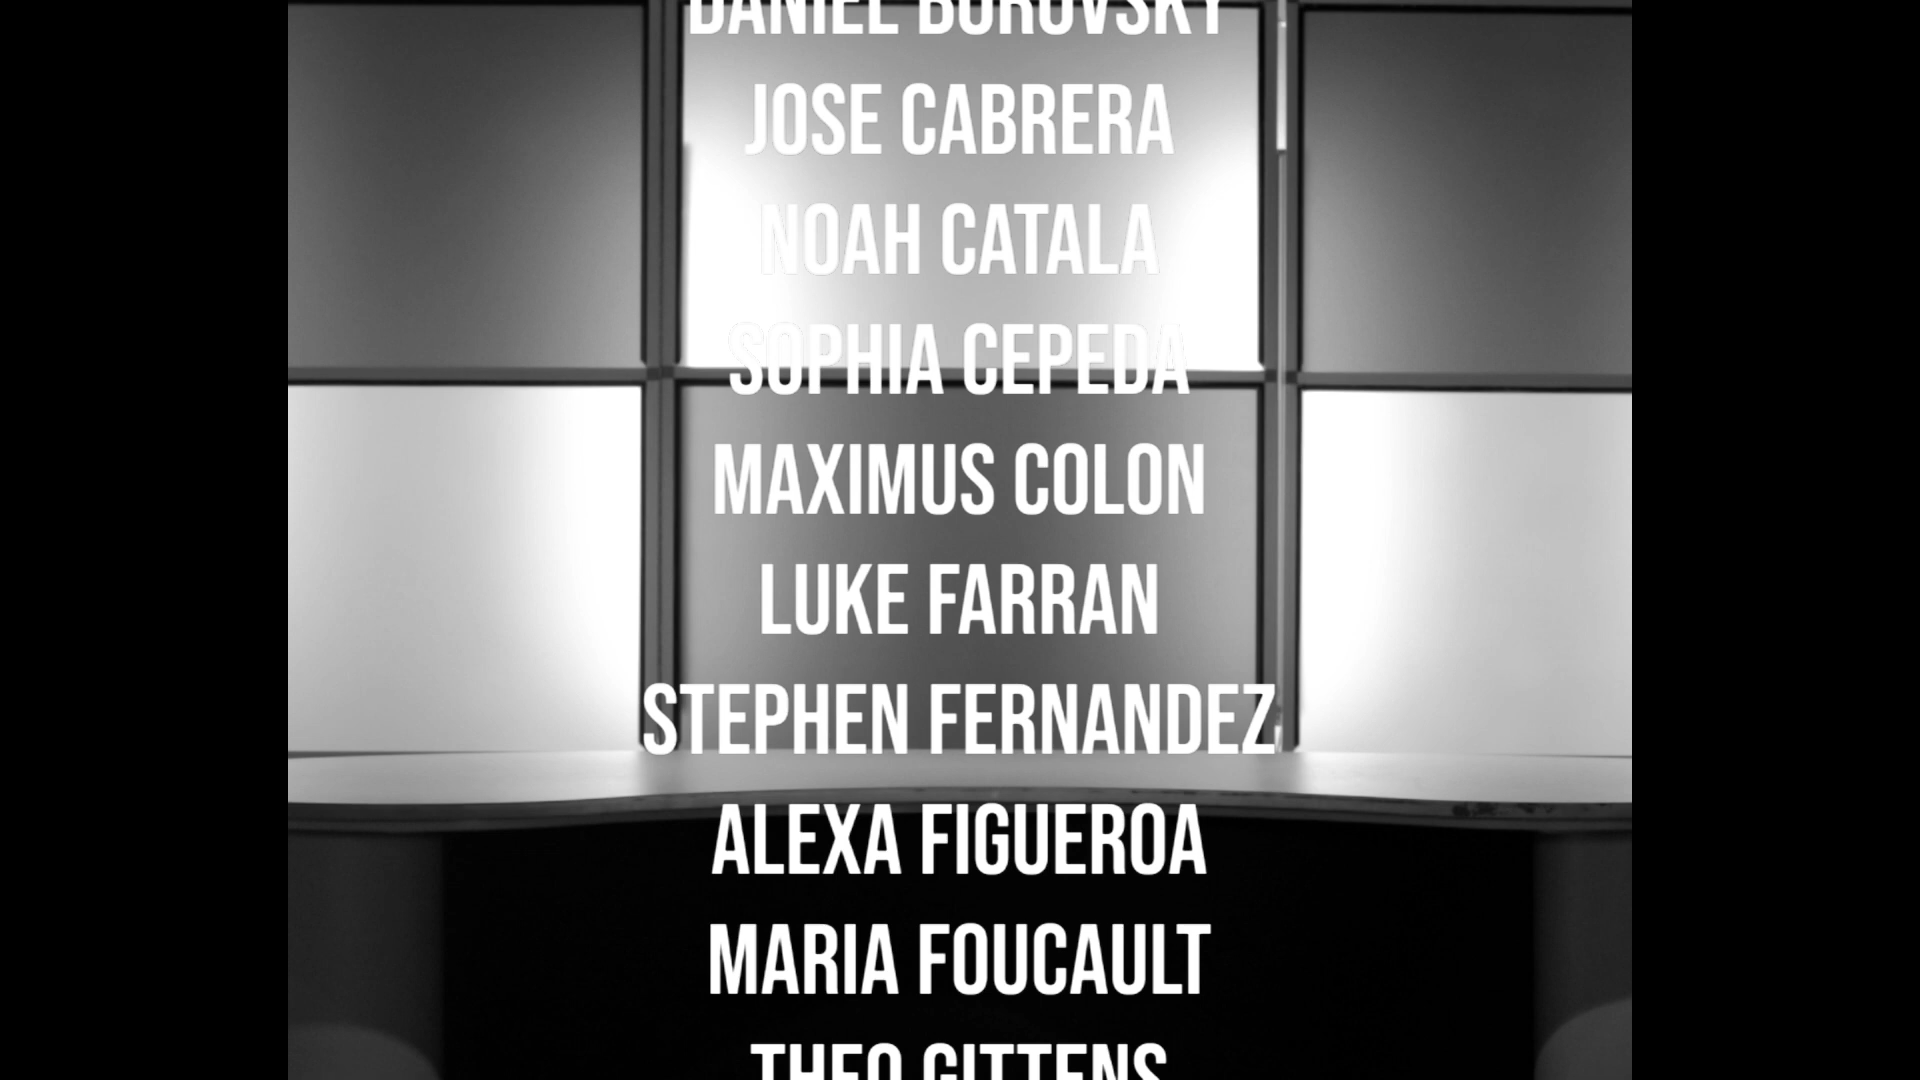 DANIEL BOROVSKY
JOSE CABRERA
NOAH CATALA
SOPHIA CEPEDA
MAXIMUS COLON
LUKE FARRAN
STEPHEN FERNANDEZ
ALEXA FIGUEROA
MARIA FOUCAULT
THEO GITTENS